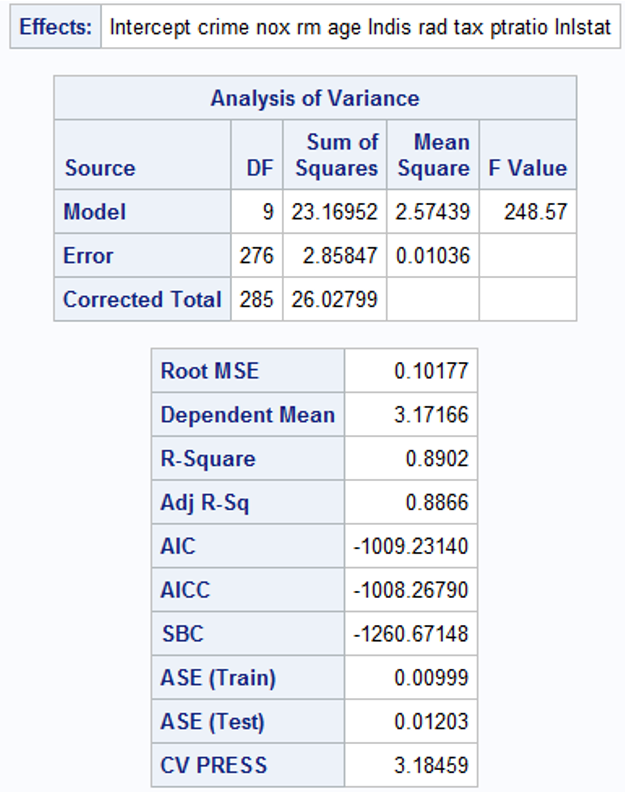 Effects: Intercept crime nox rm age lndis rad tax ptratio lnlstat
Analysis of Variance
Source DF Sum of Squares Mean Square F Value
Model 9 23.16952 2.57439 248.57
Error 276 2.85847 0.01036
Corrected Total 285 26.02799
Root MSE 0.10177
Dependent Mean 3.17166
R-Square 0.8902
Adj R-Sq 0.8866
AIC -1009.23140
AICC -1008.26790
SBC -1260.67148
ASE (Train) 0.00999
ASE (Test) 0.01203
CV PRESS 3.18459